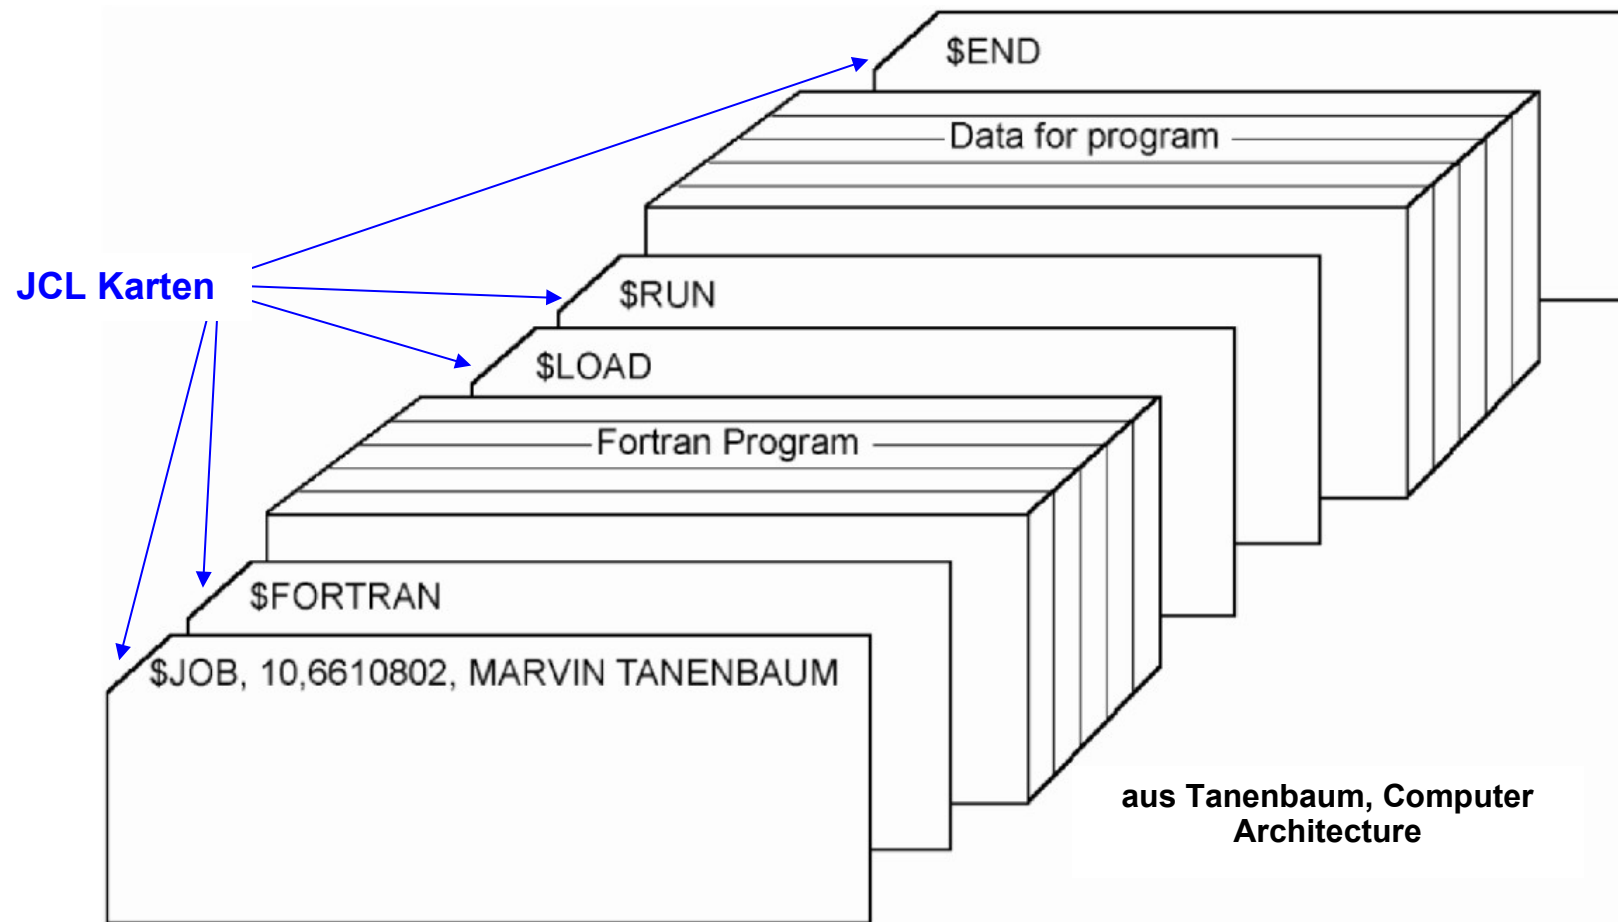 $END
Data for program
JCL Karten
$RUN
$LOAD
Fortran Program
$FORTRAN
$JOB, 10,6610802, MARVIN TANENBAUM
aus Tanenbaum, Computer
Architecture